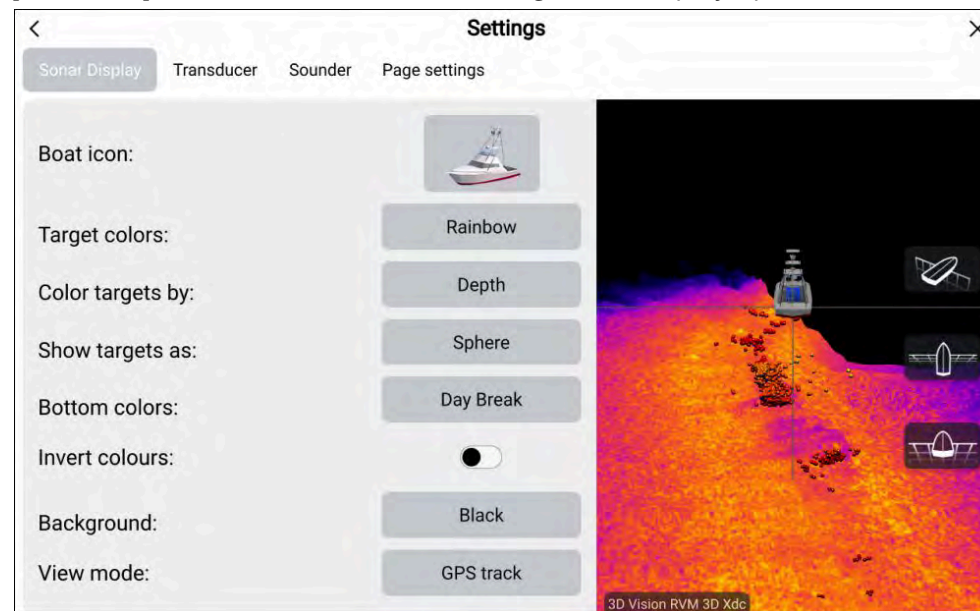 Settings
Sonar Display Transducer Sounder Page settings
Boat icon:
Target colors: Rainbow
Color targets by: Depth
Show targets as: Sphere
Bottom colors: Day Break
Invert colours:
Background: Black
View mode: GPS track
3D Vision RVM 3D Xdc